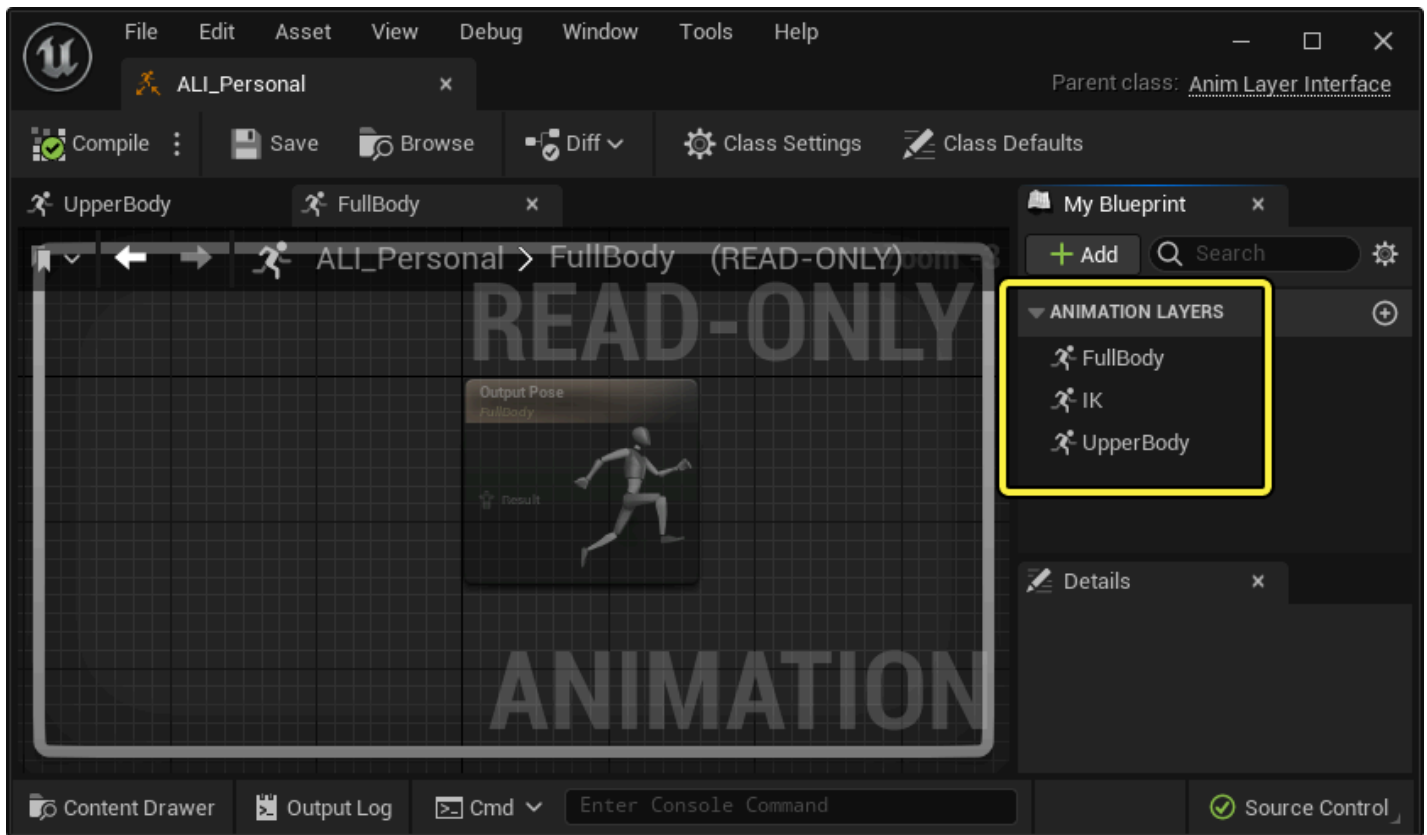 File Edit Asset View Debug Window Tools Help
ALI_Personal
Parent class: Anim Layer Interface
Compile Save Browse Diff Class Settings Class Defaults
UpperBody FullBody
My Blueprint
ALI_Personal > FullBody (READ-ONLY) Zoom -3
+ Add Search
READ-ONLY
ANIMATION LAYERS
FullBody
IK
UpperBody
Output Pose
FullBody
Result
Details
ANIMATION
Content Drawer Output Log Cmd Enter Console Command Source Control